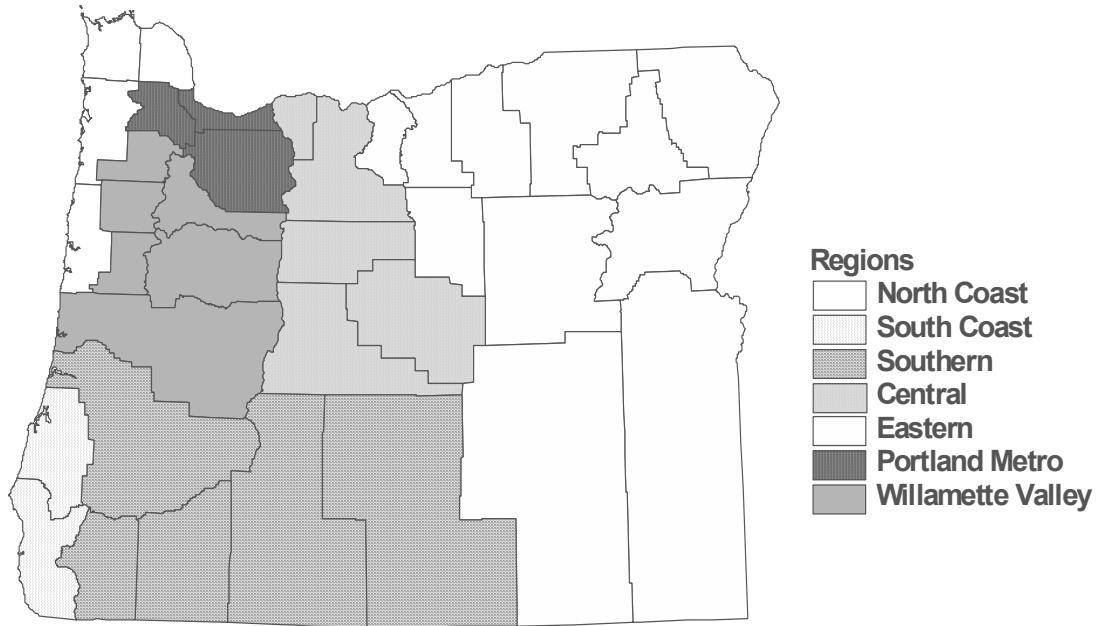 Regions
North Coast
South Coast
Southern
Central
Eastern
Portland Metro
Willamette Valley